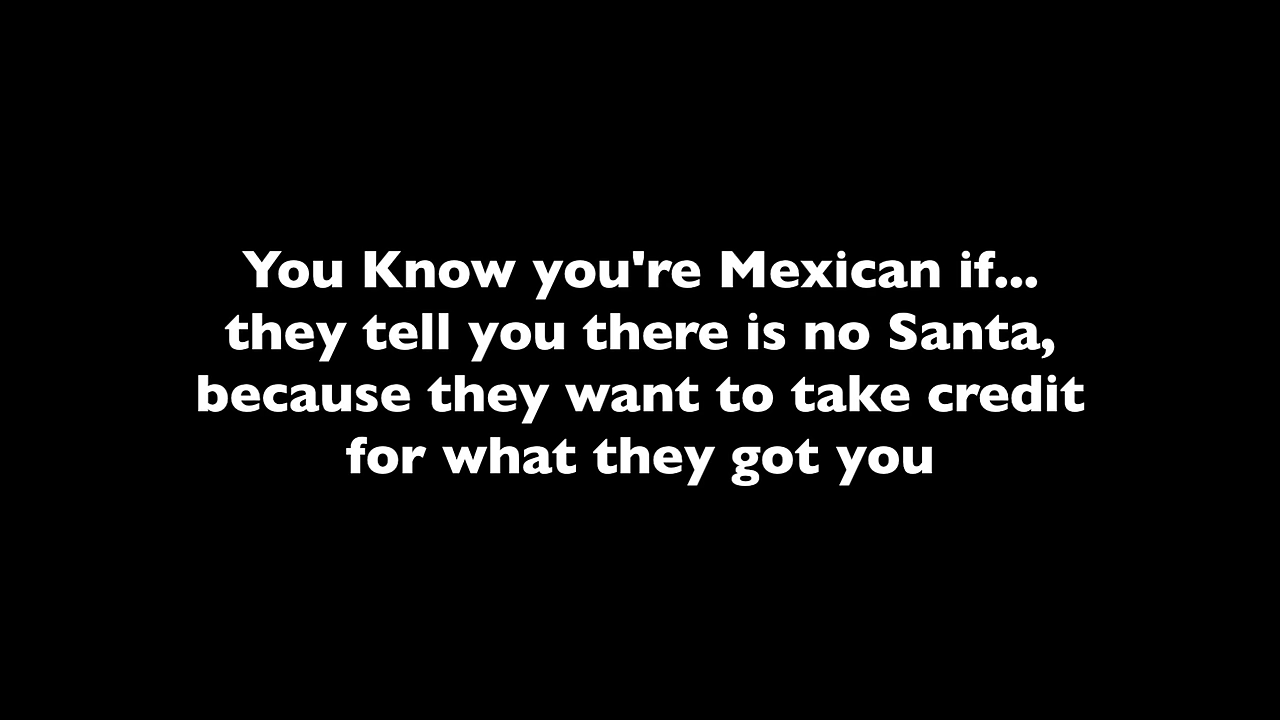 You Know you're Mexican if...
they tell you there is no Santa,
because they want to take credit
for what they got you